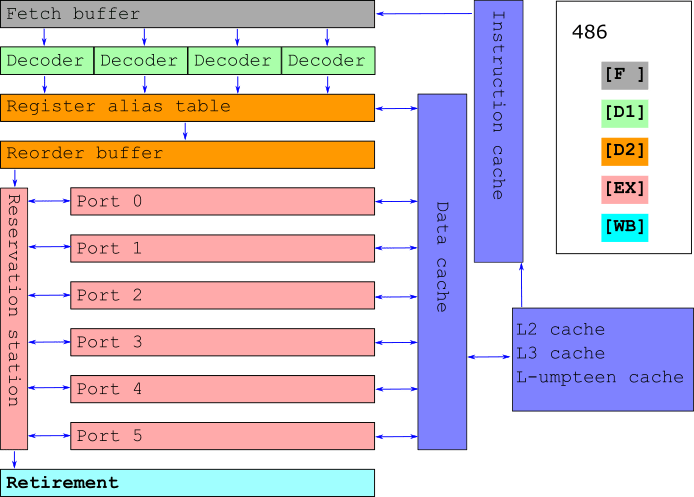 Fetch buffer
Decoder Decoder Decoder Decoder
Register alias table
Reorder buffer
Reservation station
Port 0
Port 1
Port 2
Port 3
Port 4
Port 5
Retirement
Data cache
Instruction cache
L2 cache
L3 cache
L-umpteen cache
486
[F ]
[D1]
[D2]
[EX]
[WB]